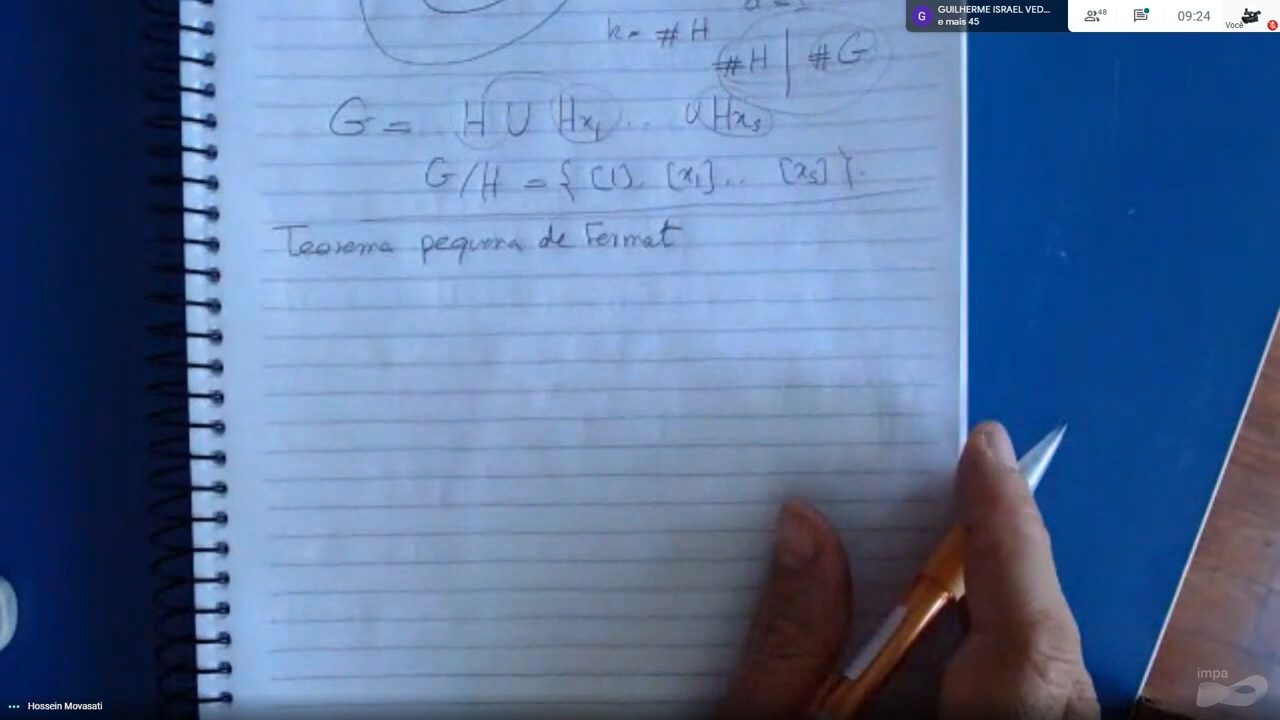 GUILHERME ISRAEL VED...
e mais 45
48
09:24
Você
k = #H
#H | #G
G = H U Hx₁ ... U Hxₛ
G/H = { [1], [x₁] ... [xₛ] }.
Teorema pequena de Fermat
impa
Hossein Movasati